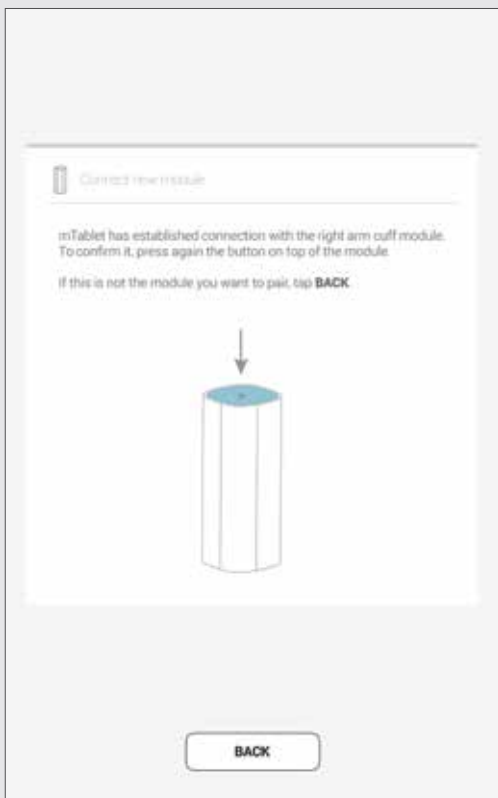 Connect new module
mTablet has established connection with the right arm cuff module.
To confirm it, press again the button on top of the module.
If this is not the module you want to pair, tap BACK.
BACK